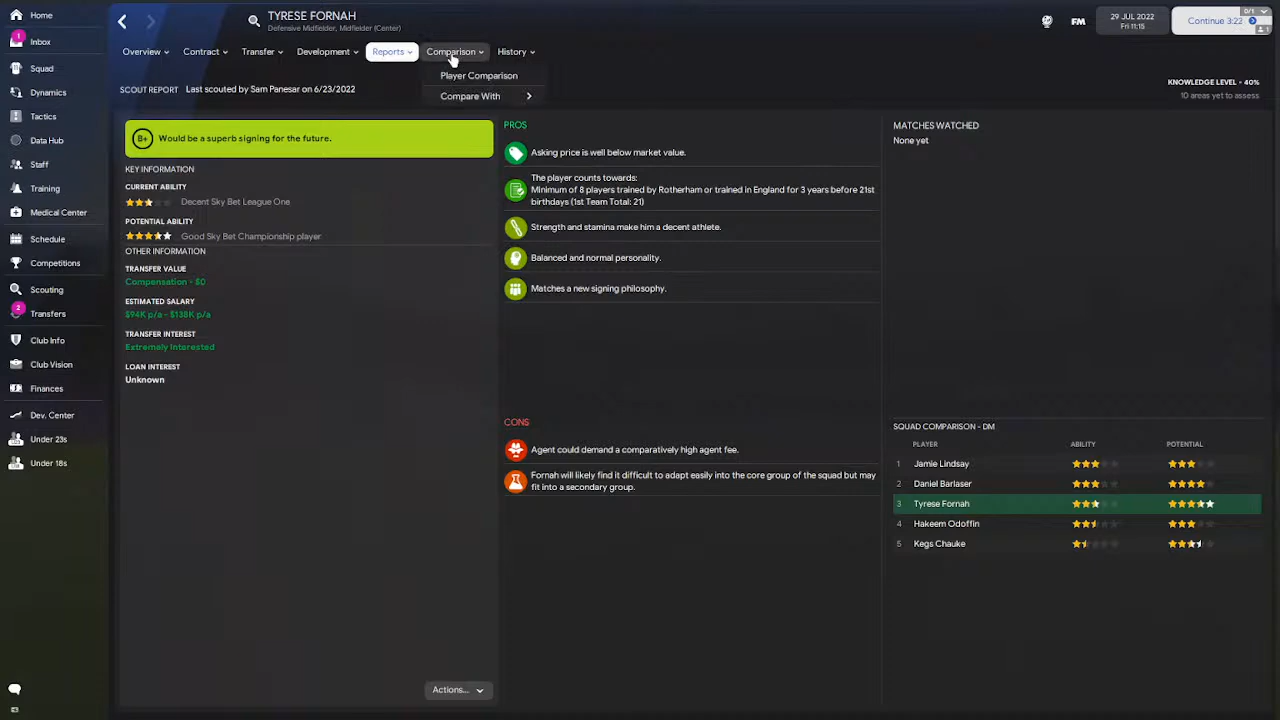 Home
1
Inbox
Squad
Dynamics
Tactics
Data Hub
Staff
Training
Medical Center
Schedule
Competitions
Scouting
2
Transfers
Club Info
Club Vision
Finances
Dev. Center
Under 23s
Under 18s
TYRESE FORNAH
Defensive Midfielder, Midfielder (Center)
FM
29 JUL 2022
Fri 11:15
0/1
Continue 3:22
1
Overview
Contract
Transfer
Development
Reports
Comparison
History
Player Comparison
Compare With
SCOUT REPORT
Last scouted by Sam Panesar on 6/23/2022
KNOWLEDGE LEVEL - 40%
10 areas yet to assess
B+
Would be a superb signing for the future.
KEY INFORMATION
CURRENT ABILITY
Decent Sky Bet League One
POTENTIAL ABILITY
Good Sky Bet Championship player
OTHER INFORMATION
TRANSFER VALUE
Compensation - $0
ESTIMATED SALARY
$94K p/a - $138K p/a
TRANSFER INTEREST
Extremely Interested
LOAN INTEREST
Unknown
Actions...
PROS
Asking price is well below market value.
The player counts towards:
Minimum of 8 players trained by Rotherham or trained in England for 3 years before 21st
birthdays (1st Team Total: 21)
Strength and stamina make him a decent athlete.
Balanced and normal personality.
Matches a new signing philosophy.
CONS
Agent could demand a comparatively high agent fee.
Fornah will likely find it difficult to adapt easily into the core group of the squad but may
fit into a secondary group.
MATCHES WATCHED
None yet
SQUAD COMPARISON - DM
PLAYER ABILITY POTENTIAL
1 Jamie Lindsay
2 Daniel Barlaser
3 Tyrese Fornah
4 Hakeem Odoffin
5 Kegs Chauke